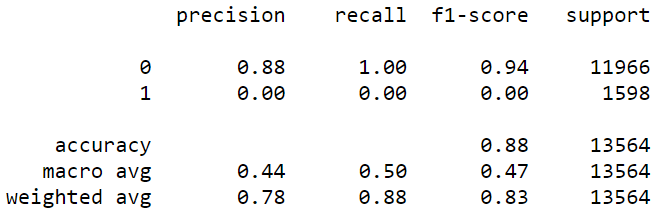 precision recall f1-score support
0 0.88 1.00 0.94 11966
1 0.00 0.00 0.00 1598
accuracy 0.88 13564
macro avg 0.44 0.50 0.47 13564
weighted avg 0.78 0.88 0.83 13564